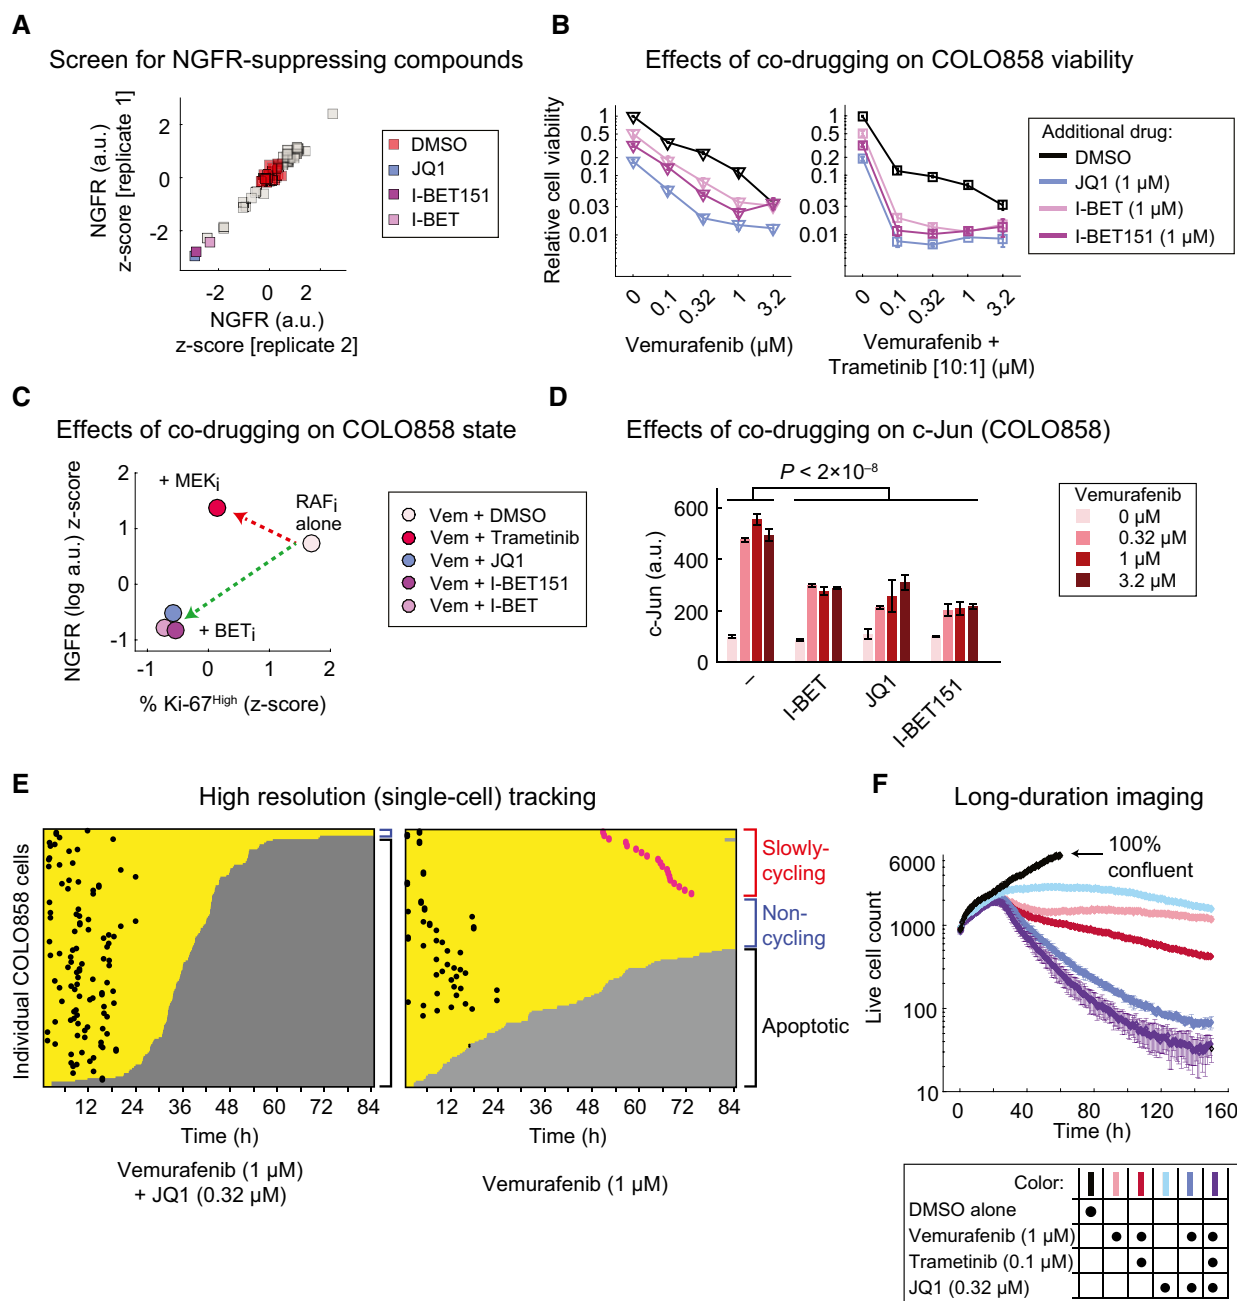 A
Screen for NGFR-suppressing compounds
NGFR (a.u.)
z-score [replicate 1]
2
0
-2
-2
0
2
NGFR (a.u.)
z-score [replicate 2]
DMSO
JQ1
I-BET151
I-BET
B
Effects of co-drugging on COLO858 viability
Relative cell viability
1
0.5
0.2
0.1
0.03
0.01
0
0.1
0.32
1
3.2
Vemurafenib (µM)
1
0.5
0.2
0.1
0.03
0.01
0
0.1
0.32
1
3.2
Vemurafenib +
Trametinib [10:1] (µM)
Additional drug:
DMSO
JQ1 (1 µM)
I-BET (1 µM)
I-BET151 (1 µM)
C
Effects of co-drugging on COLO858 state
NGFR (log a.u.) z-score
2
1
0
-1
-1
0
1
2
% Ki-67High (z-score)
+ MEKi
RAFi
alone
+ BETi
Vem + DMSO
Vem + Trametinib
Vem + JQ1
Vem + I-BET151
Vem + I-BET
D
Effects of co-drugging on c-Jun (COLO858)
P < 2×10–8
c-Jun (a.u.)
600
400
200
0
–
I-BET
JQ1
I-BET151
Vemurafenib
0 µM
0.32 µM
1 µM
3.2 µM
E
High resolution (single-cell) tracking
Individual COLO858 cells
12 24 36 48 60 72 84
Time (h)
Vemurafenib (1 µM)
+ JQ1 (0.32 µM)
12 24 36 48 60 72 84
Time (h)
Vemurafenib (1 µM)
Slowly-
cycling
Non-
cycling
Apoptotic
F
Long-duration imaging
100%
confluent
Live cell count
6000
1000
100
10
0 40 80 120 160
Time (h)
Color:
DMSO alone
Vemurafenib (1 µM)
Trametinib (0.1 µM)
JQ1 (0.32 µM)